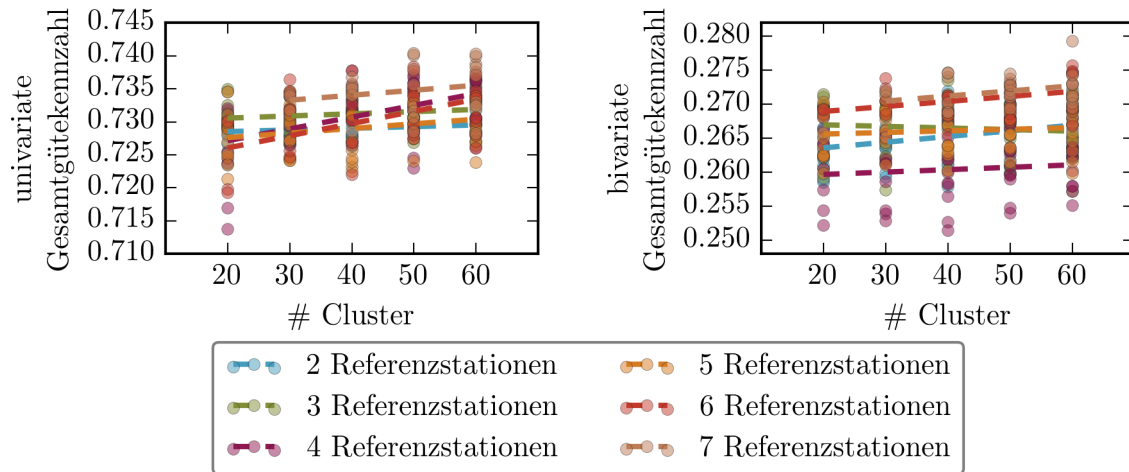 univariate
Gesamtgütekennzahl
0.745
0.740
0.735
0.730
0.725
0.720
0.715
0.710
20 30 40 50 60
# Cluster
bivariate
Gesamtgütekennzahl
0.280
0.275
0.270
0.265
0.260
0.255
0.250
20 30 40 50 60
# Cluster
2 Referenzstationen
3 Referenzstationen
4 Referenzstationen
5 Referenzstationen
6 Referenzstationen
7 Referenzstationen